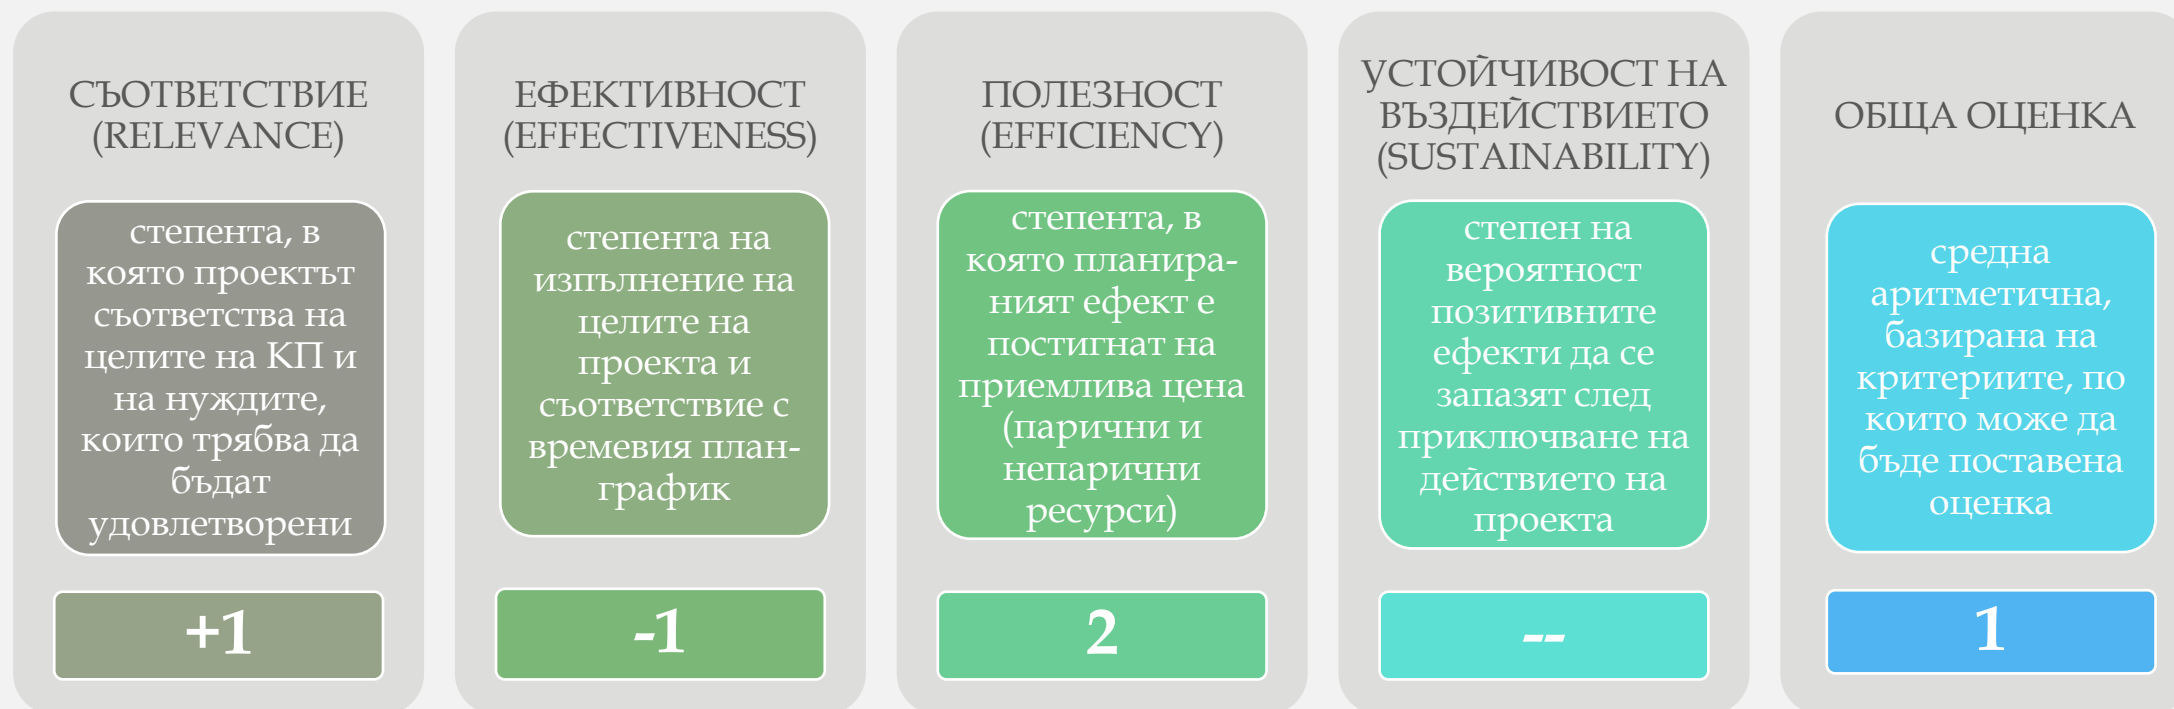 СЪОТВЕТСТВИЕ
(RELEVANCE)
степента, в
която проектът
съответства на
целите на КП и
на нуждите,
които трябва да
бъдат
удовлетворени
+1
ЕФЕКТИВНОСТ
(EFFECTIVENESS)
степента на
изпълнение на
целите на
проекта и
съответствие с
времевия план-
график
-1
ПОЛЕЗНОСТ
(EFFICIENCY)
степента, в
която планира-
ният ефект е
постигнат на
приемлива цена
(парични и
непарични
ресурси)
2
УСТОЙЧИВОСТ НА
ВЪЗДЕЙСТВИЕТО
(SUSTAINABILITY)
степен на
вероятност
позитивните
ефекти да се
запазят след
приключване на
действието на
проекта
--
ОБЩА ОЦЕНКА
средна
аритметична,
базирана на
критериите, по
които може да
бъде поставена
оценка
1